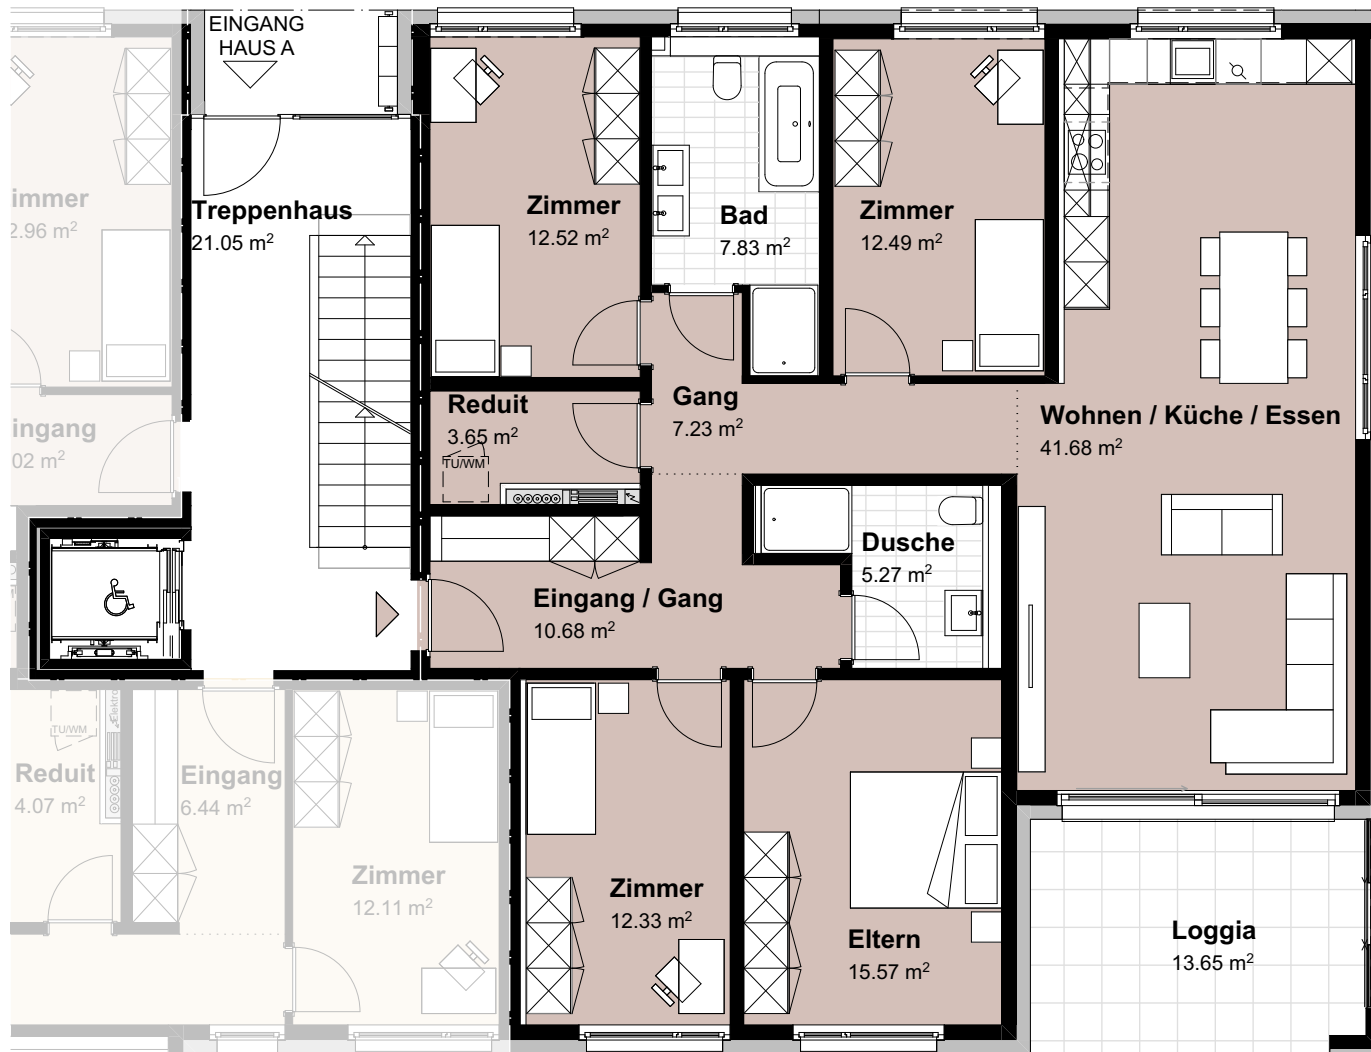 EINGANG
HAUS A
immer
2.96 m²
Treppenhaus
21.05 m²
Zimmer
12.52 m²
Bad
7.83 m²
Zimmer
12.49 m²
ingang
02 m²
Reduit
3.65 m²
TU/WM
Gang
7.23 m²
Wohnen / Küche / Essen
41.68 m²
Dusche
5.27 m²
Eingang / Gang
10.68 m²
TU/WM
Elektro
Reduit
4.07 m²
Eingang
6.44 m²
Zimmer
12.11 m²
Zimmer
12.33 m²
Eltern
15.57 m²
Loggia
13.65 m²